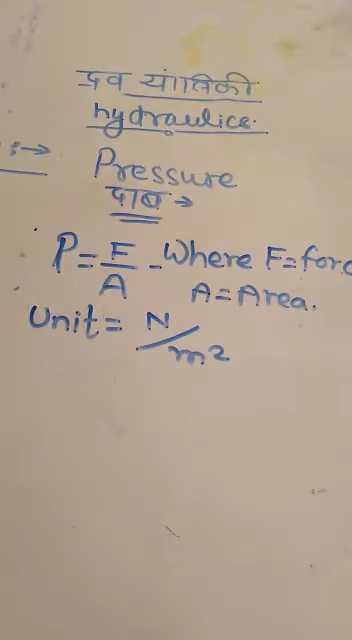 द्रव यांत्रिकी
hydraulics.
:→ Pressure
दाब →
P = F/A - Where F = forc
A = Area.
Unit = N/m²